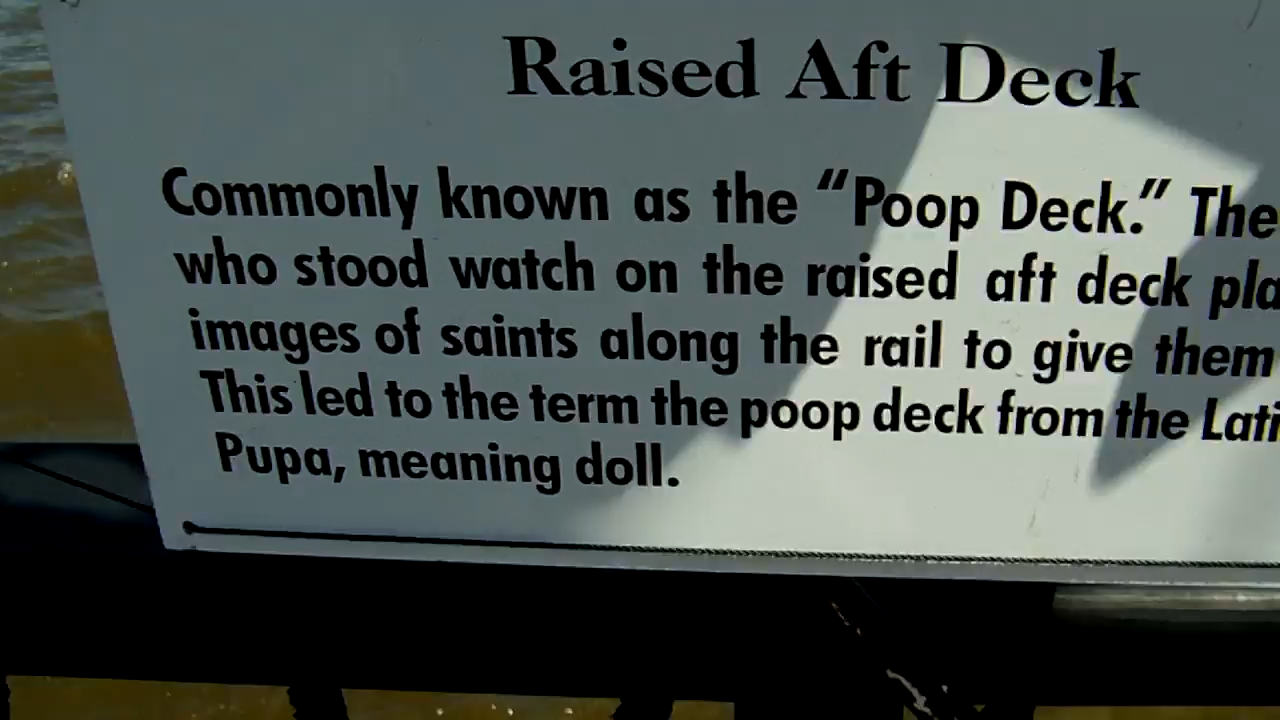 Raised Aft Deck
Commonly known as the “Poop Deck.” The
who stood watch on the raised aft deck pla
images of saints along the rail to give them
This led to the term the poop deck from the Lati
Pupa, meaning doll.